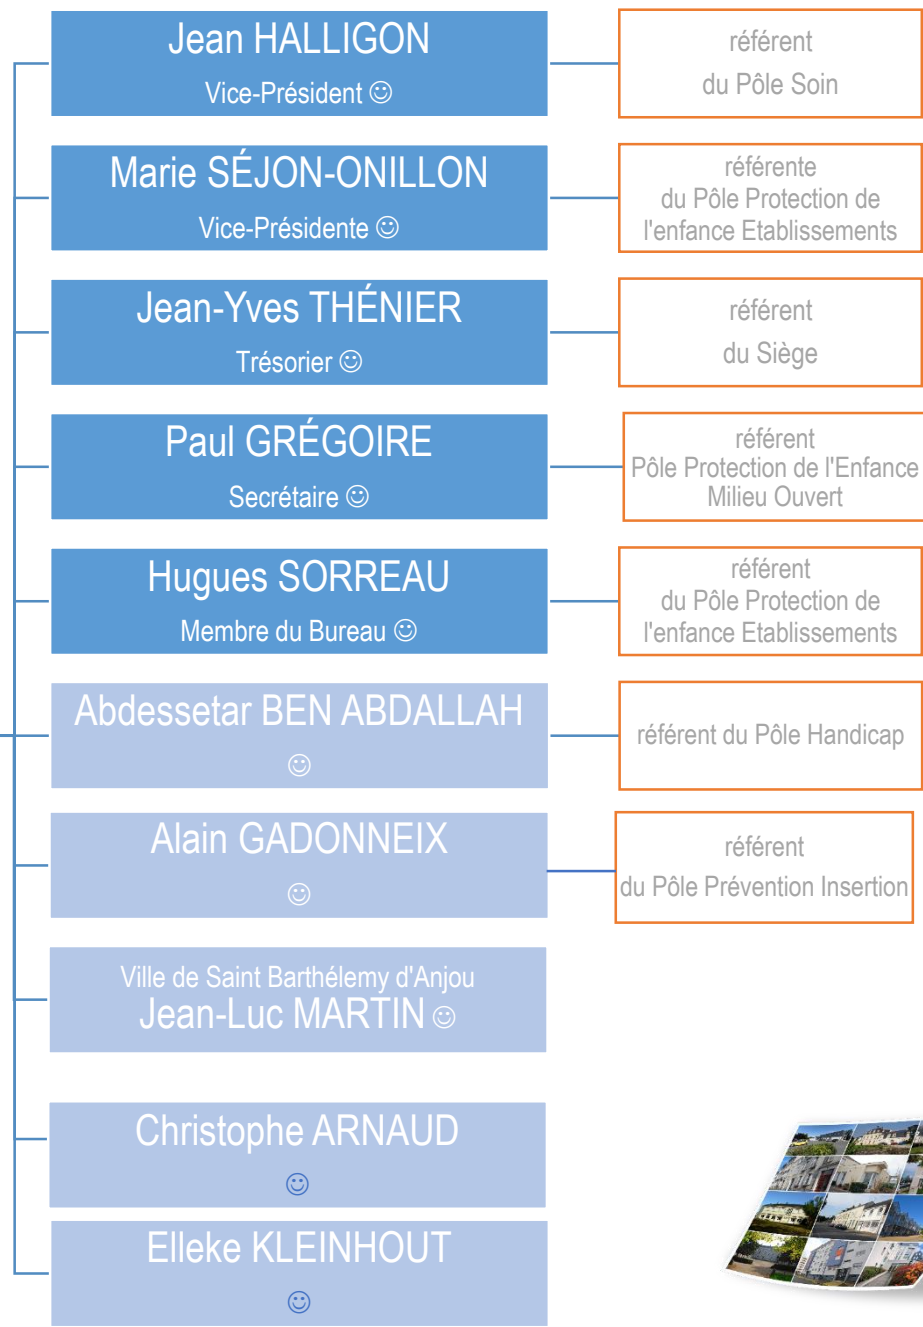 Jean HALLIGON
Vice-Président ☺
référent
du Pôle Soin
Marie SÉJON-ONILLON
Vice-Présidente ☺
référente
du Pôle Protection de
l'enfance Etablissements
Jean-Yves THÉNIER
Trésorier ☺
référent
du Siège
Paul GRÉGOIRE
Secrétaire ☺
référent
Pôle Protection de l'Enfance
Milieu Ouvert
Hugues SORREAU
Membre du Bureau ☺
référent
du Pôle Protection de
l'enfance Etablissements
Abdessetar BEN ABDALLAH
☺
référent du Pôle Handicap
Alain GADONNEIX
☺
référent
du Pôle Prévention Insertion
Ville de Saint Barthélemy d'Anjou
Jean-Luc MARTIN ☺
Christophe ARNAUD
☺
Elleke KLEINHOUT
☺